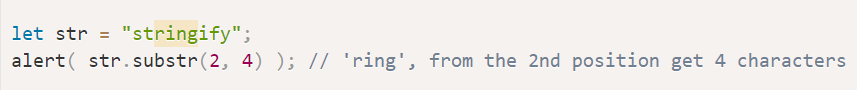 let str = "stringify";
alert( str.substr(2, 4) ); // 'ring', from the 2nd position get 4 characters